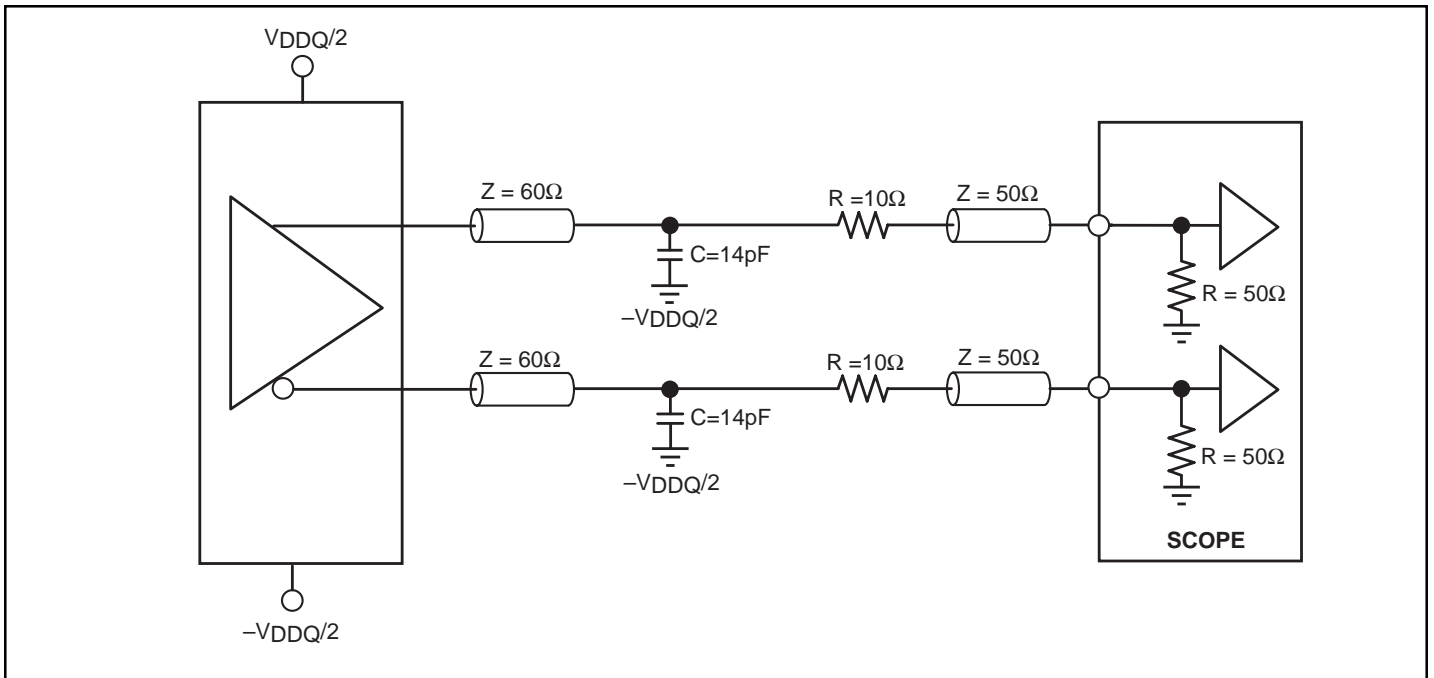 VDDQ/2
Z = 60Ω
R =10Ω
Z = 50Ω
C=14pF
–VDDQ/2
R = 50Ω
Z = 60Ω
R =10Ω
Z = 50Ω
C=14pF
–VDDQ/2
R = 50Ω
SCOPE
–VDDQ/2